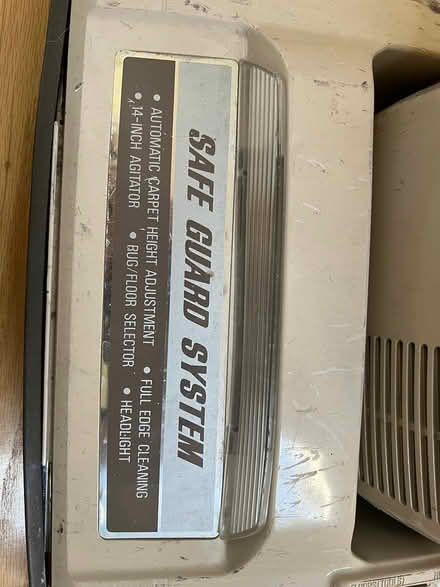 SAFE GUARD SYSTEM
• AUTOMATIC CARPET HEIGHT ADJUSTMENT • FULL EDGE CLEANING
• 14-INCH AGITATOR • RUG/FLOOR SELECTOR • HEADLIGHT